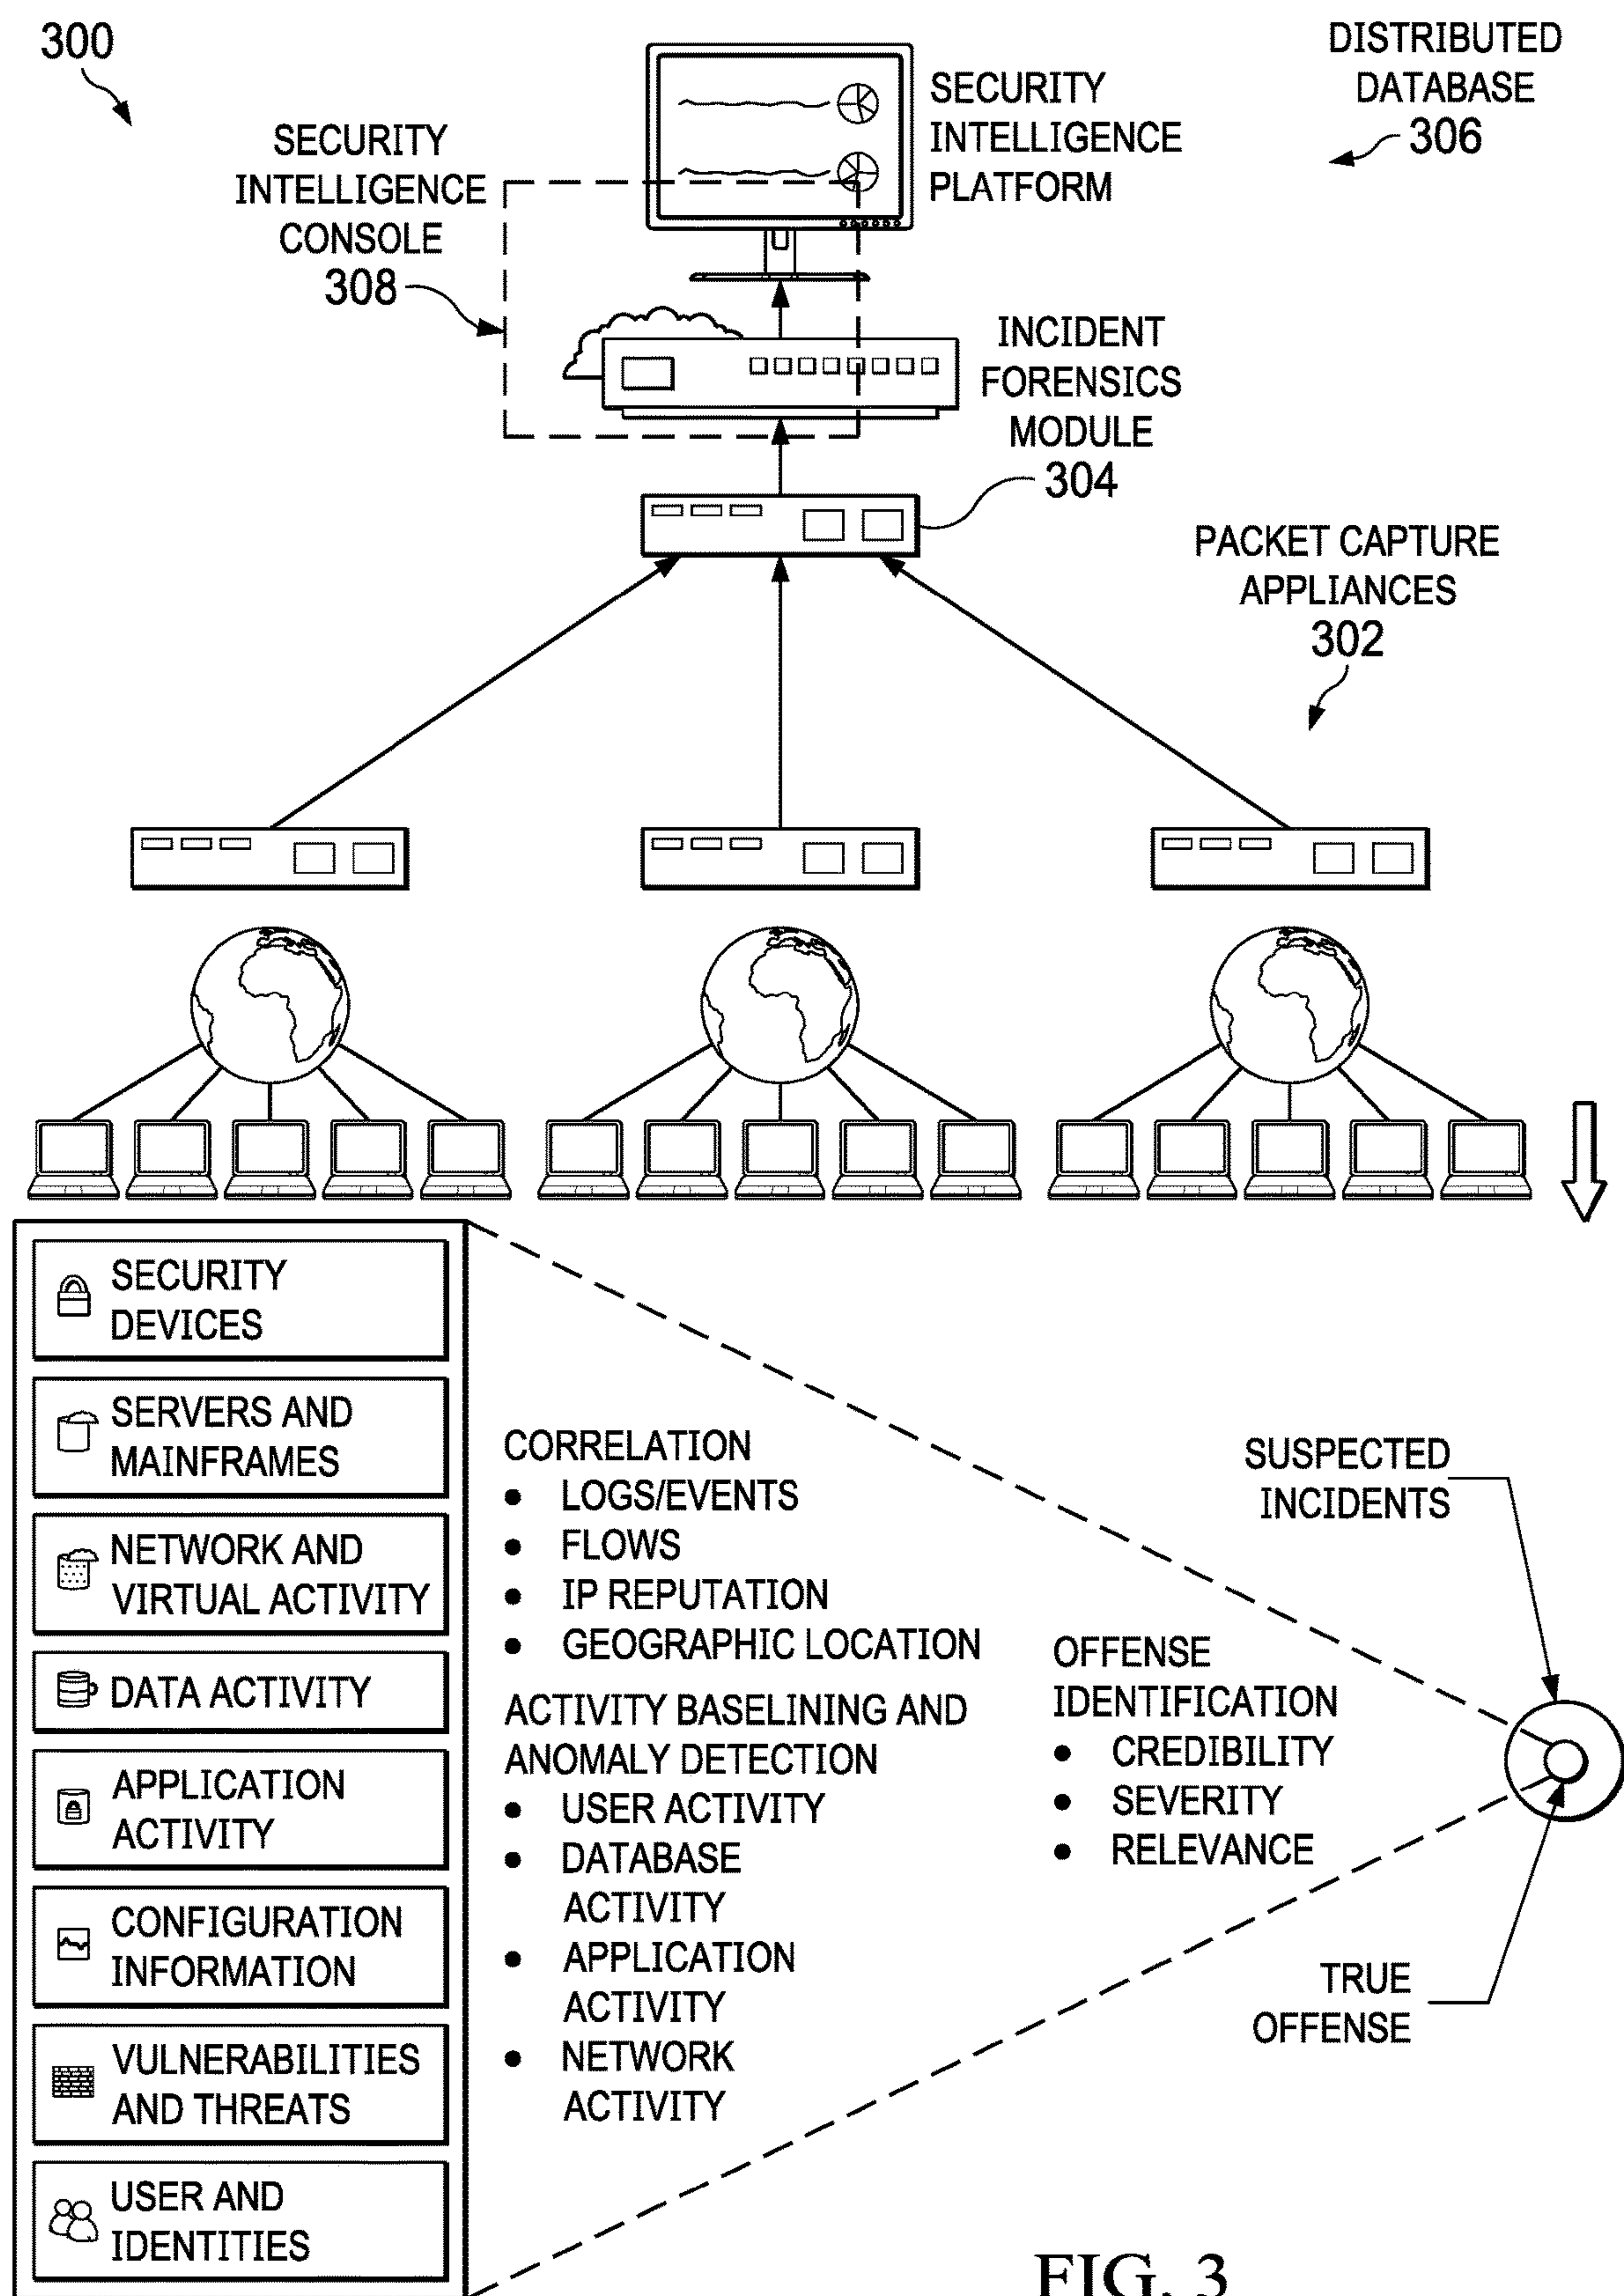 300
SECURITY
INTELLIGENCE
CONSOLE
308
SECURITY
INTELLIGENCE
PLATFORM
DISTRIBUTED
DATABASE
306
INCIDENT
FORENSICS
MODULE
304
PACKET CAPTURE
APPLIANCES
302
SECURITY
DEVICES
SERVERS AND
MAINFRAMES
NETWORK AND
VIRTUAL ACTIVITY
DATA ACTIVITY
APPLICATION
ACTIVITY
CONFIGURATION
INFORMATION
VULNERABILITIES
AND THREATS
USER AND
IDENTITIES
CORRELATION
• LOGS/EVENTS
• FLOWS
• IP REPUTATION
• GEOGRAPHIC LOCATION
ACTIVITY BASELINING AND
ANOMALY DETECTION
• USER ACTIVITY
• DATABASE
ACTIVITY
• APPLICATION
ACTIVITY
• NETWORK
ACTIVITY
OFFENSE
IDENTIFICATION
• CREDIBILITY
• SEVERITY
• RELEVANCE
SUSPECTED
INCIDENTS
TRUE
OFFENSE
FIG. 3